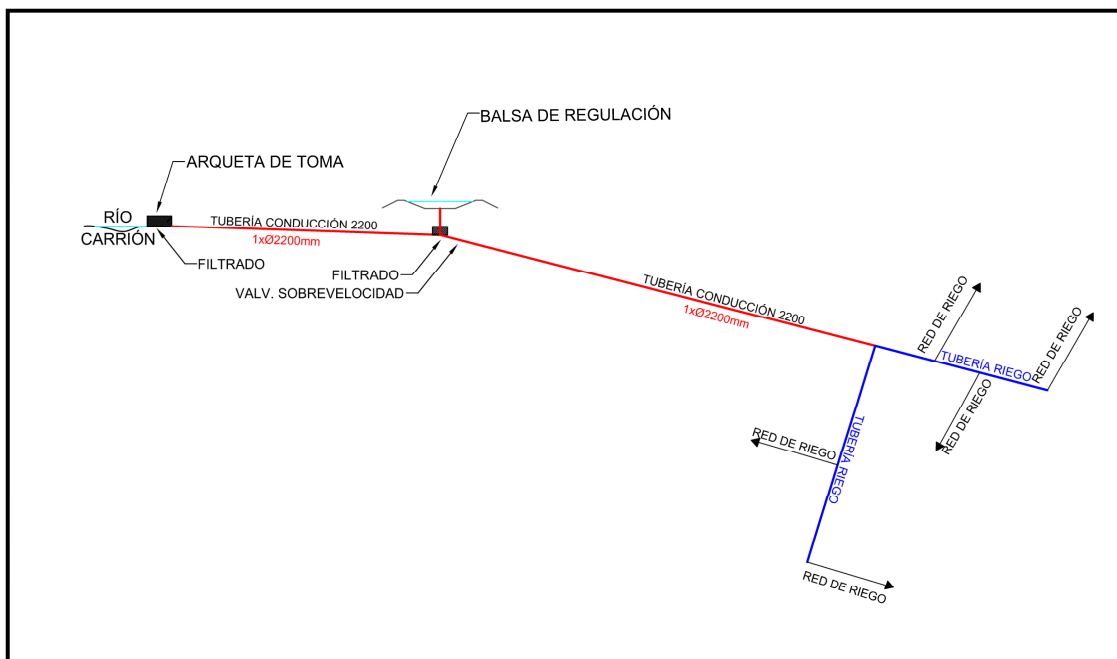 BALSA DE REGULACIÓN
ARQUETA DE TOMA
RÍO
CARRIÓN
TUBERÍA CONDUCCIÓN 2200
1xØ2200mm
FILTRADO
FILTRADO
VALV. SOBREVELOCIDAD
TUBERÍA CONDUCCIÓN 2200
1xØ2200mm
RED DE RIEGO
RED DE RIEGO
TUBERÍA RIEGO
RED DE RIEGO
RED DE RIEGO
TUBERÍA RIEGO
RED DE RIEGO